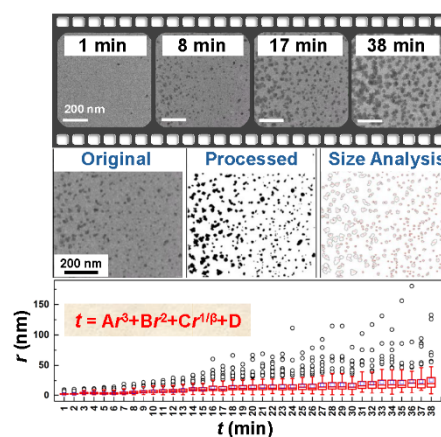 1 min 8 min 17 min 38 min
200 nm
Original Processed Size Analysis
200 nm
t = Ar³+Br²+Cr^{1/β}+D
r (nm)
150
100
50
0
1 2 3 4 5 6 7 8 9 10 11 12 13 14 15 16 17 18 19 20 21 22 23 24 25 26 27 28 29 30 31 32 33 34 35 36 37 38
t (min)